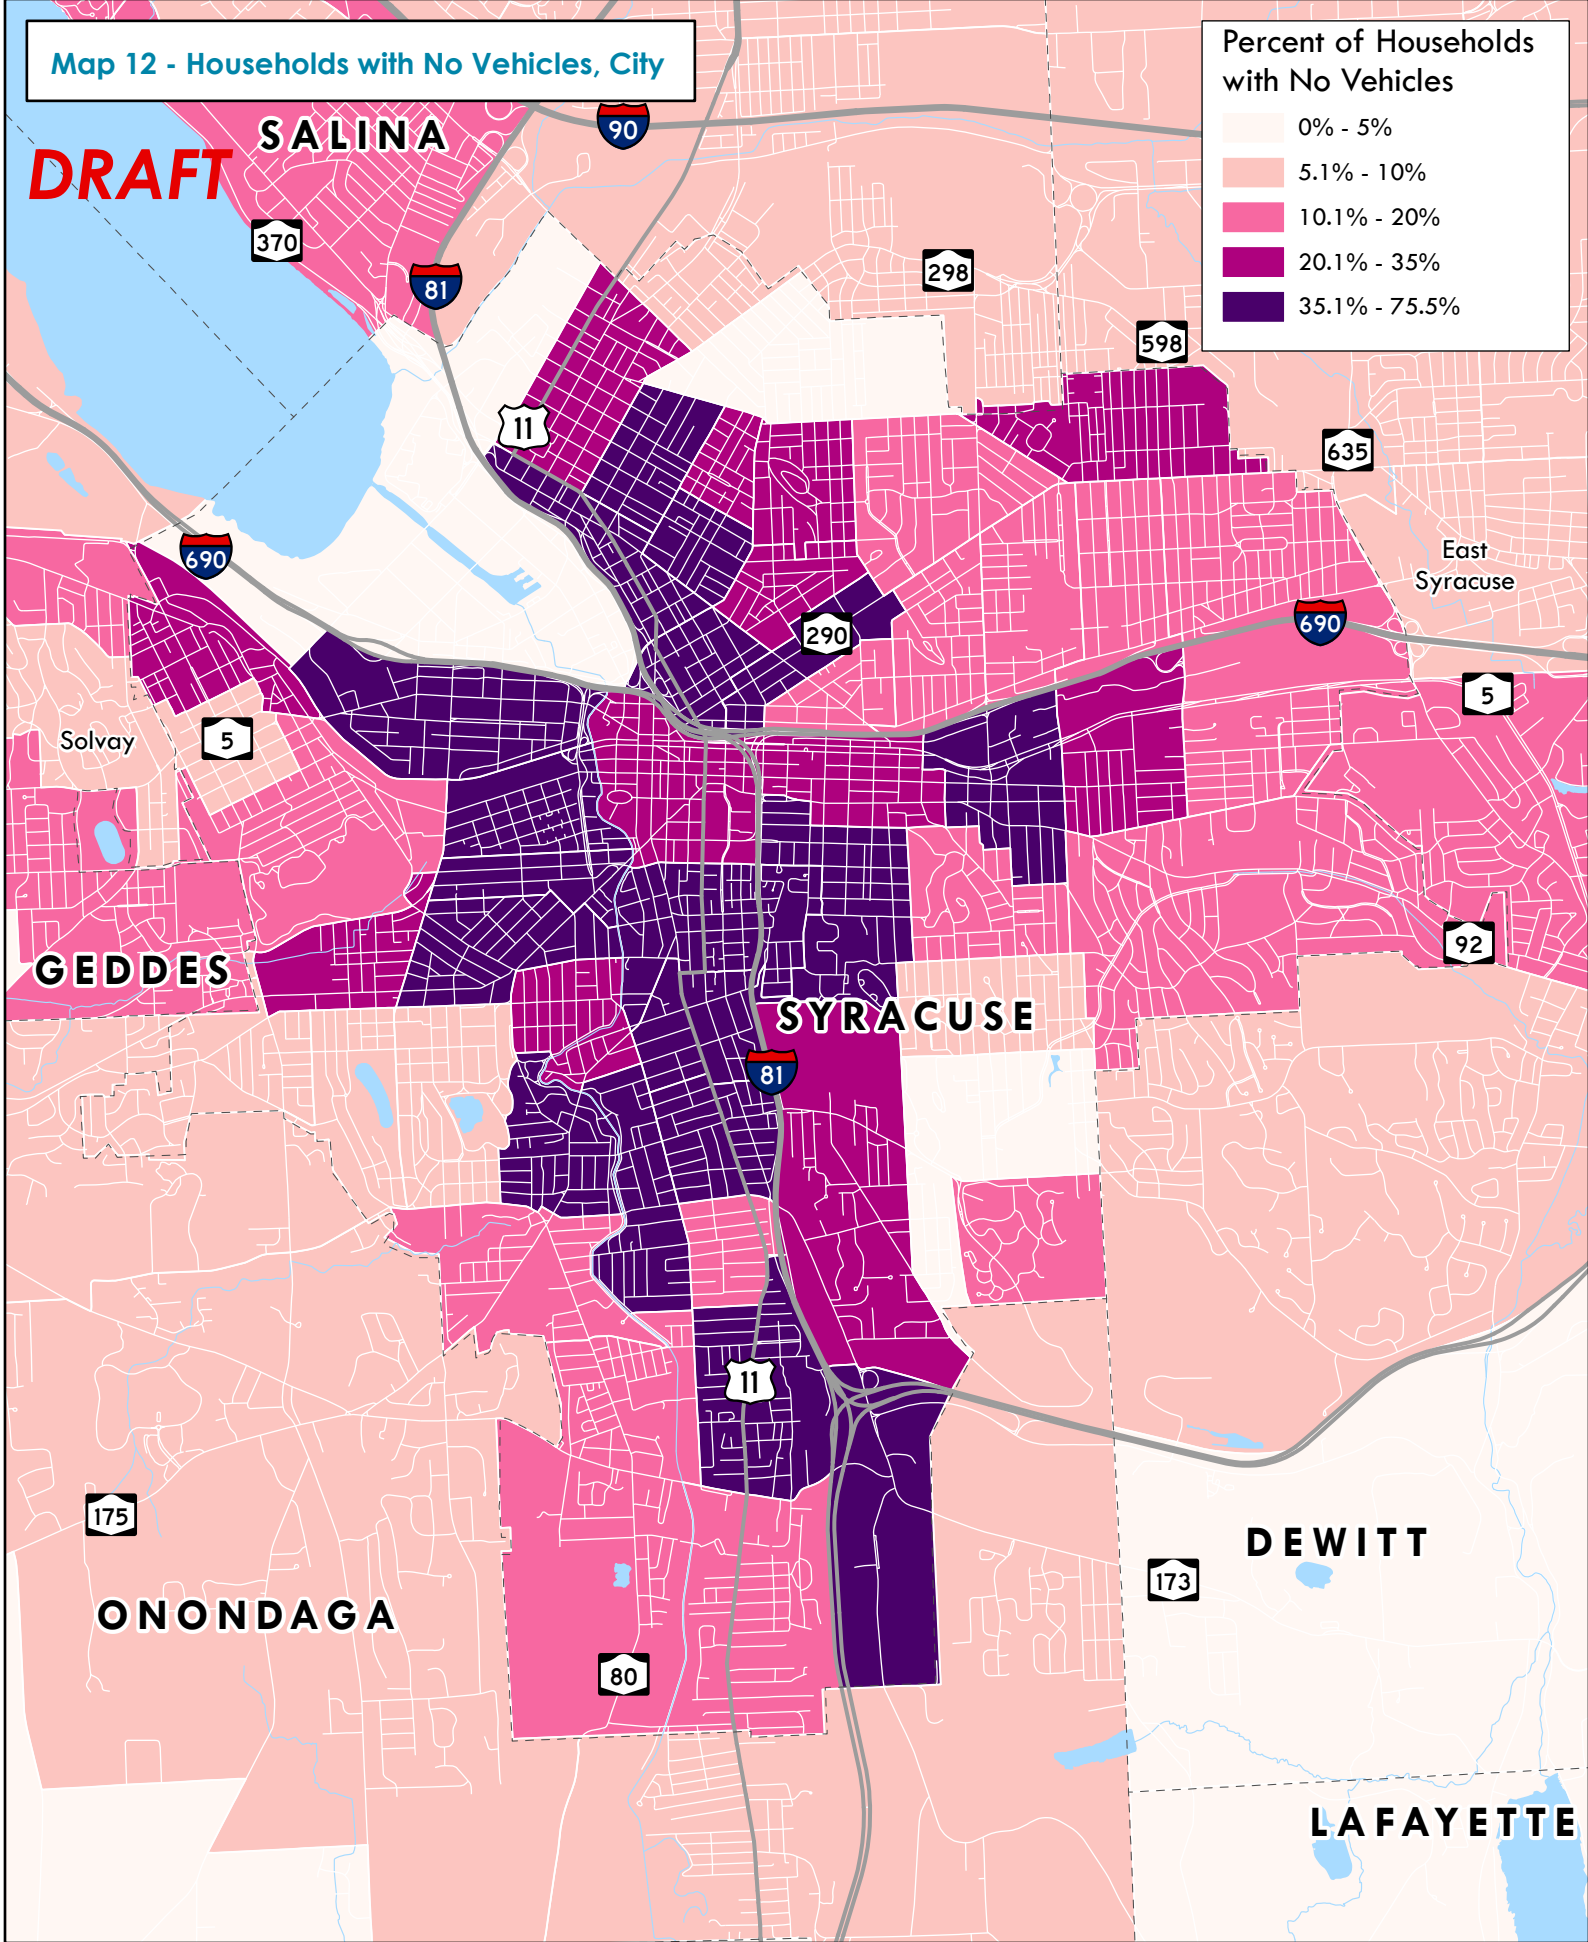 Map 12 - Households with No Vehicles, City
Percent of Households
with No Vehicles
0% - 5%
5.1% - 10%
10.1% - 20%
20.1% - 35%
35.1% - 75.5%
90
SALINA
DRAFT
370
81
298
598
11
635
690
East
Syracuse
290
690
5
Solvay
5
92
GEDDES
SYRACUSE
81
11
175
DEWITT
173
ONONDAGA
80
LAFAYETTE